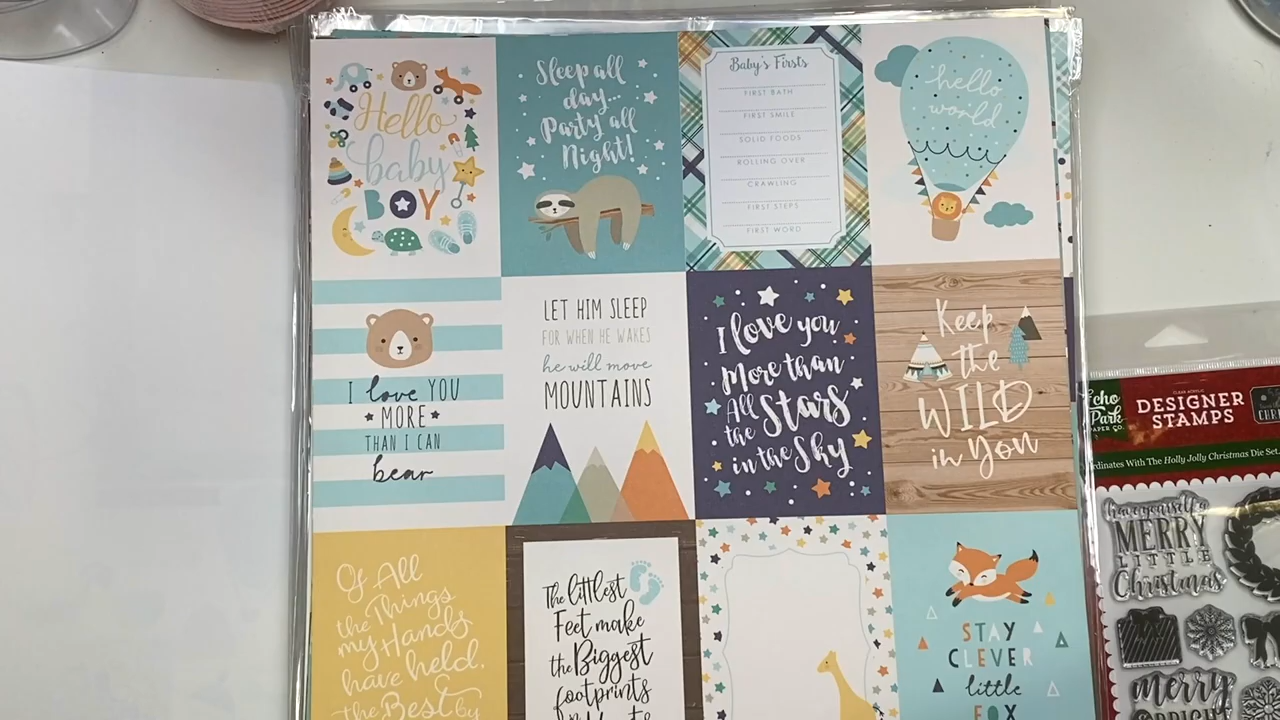 Hello
baby
BOY
Sleep all
day...
Party all
Night!
Baby's Firsts
FIRST BATH
FIRST SMILE
SOLID FOODS
ROLLING OVER
CRAWLING
FIRST STEPS
FIRST WORD
hello
world
I love YOU
MORE
THAN I CAN
bear
LET HIM SLEEP
FOR WHEN HE WAKES
he will move
MOUNTAINS
I love you
More than
All Stars
the
in the Sky
Keep
the
WILD
in You
Of All
the Things
my Hands
have held.
the Best by
The littlest
Feet make
the Biggest
footprints
STAY
CLEVER
little
FOX
Echo
Park
PAPER CO.
DESIGNER
STAMPS
rdinates With The Holly Jolly Christmas Die Set
have yourself a
MERRY
LITTLE
Christmas
merry